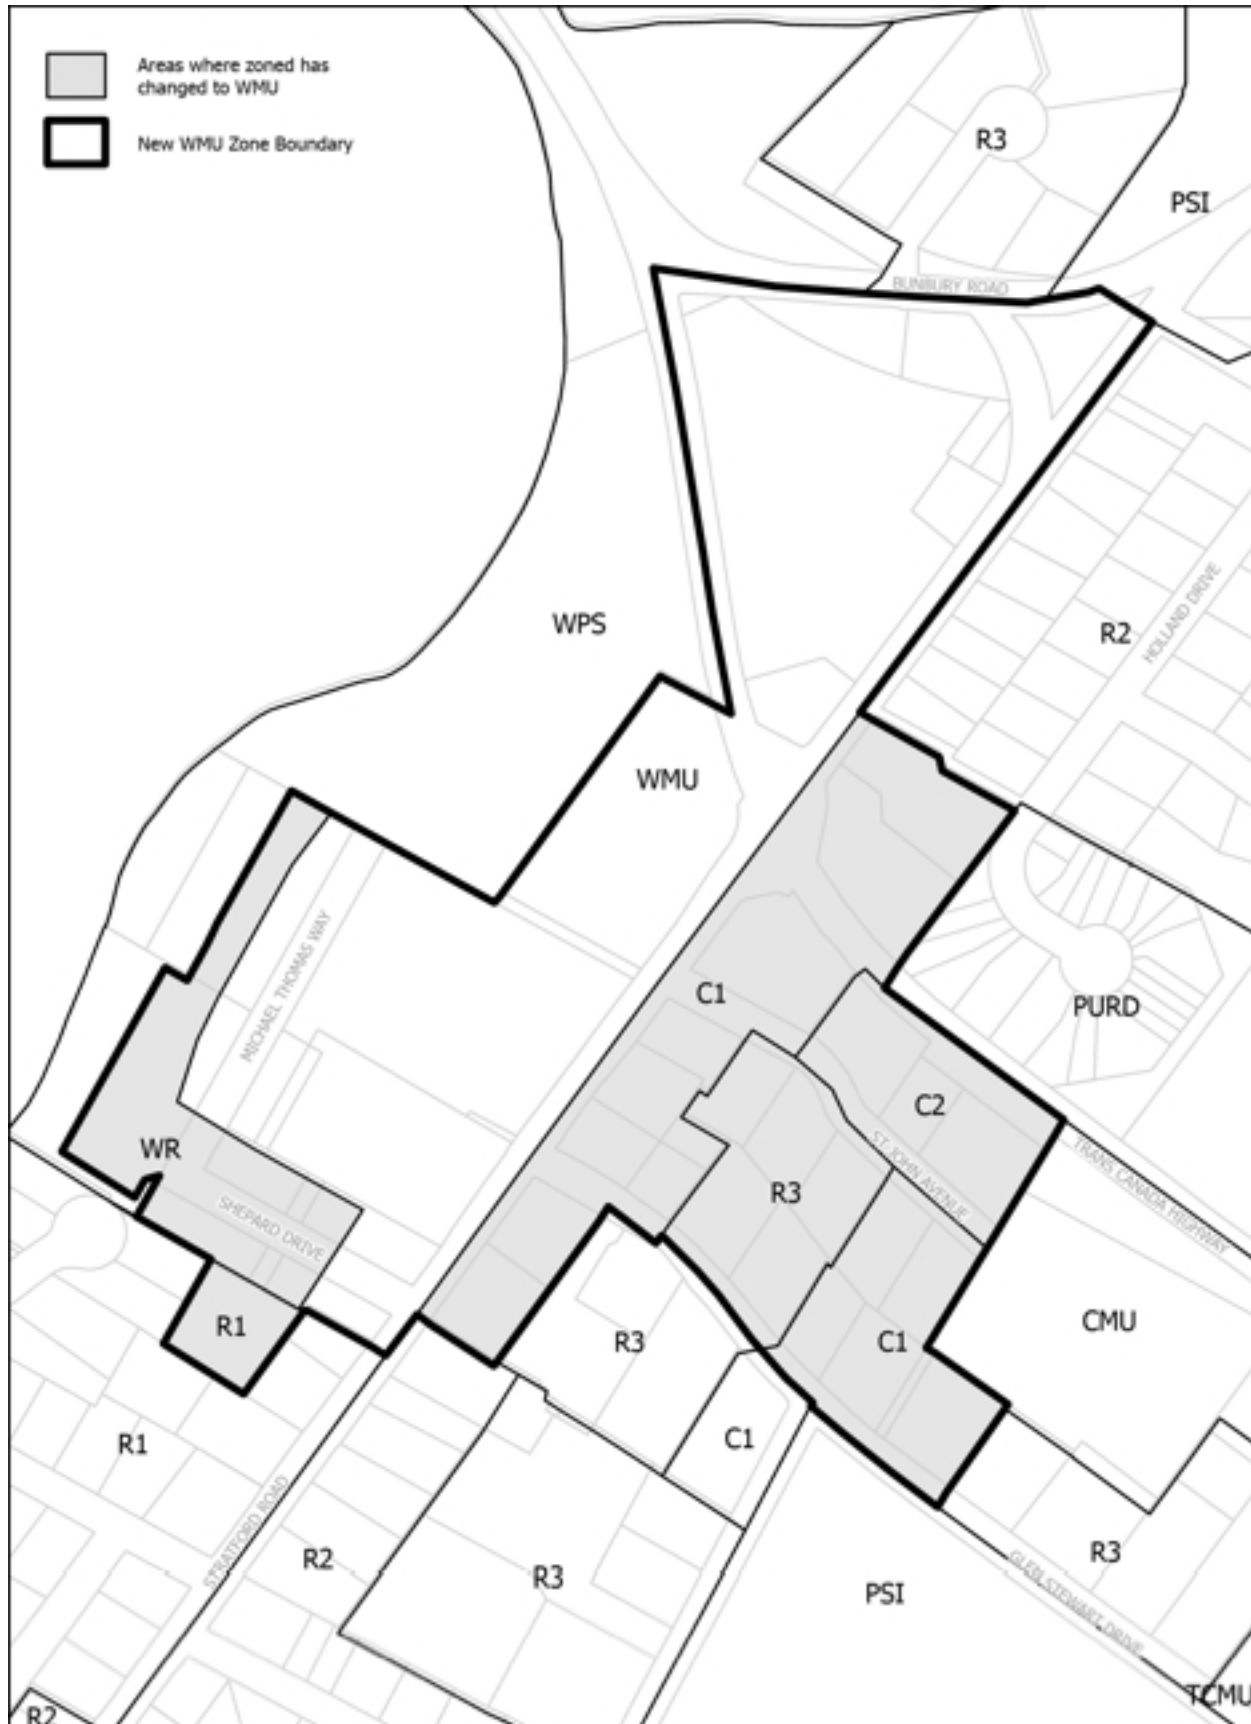 Areas where zoned has
changed to WMU
New WMU Zone Boundary
R3
PSI
BUNBURY ROAD
WPS
R2
HOLLAND DRIVE
WMU
MICHAEL THOMAS WAY
C1
PURD
C2
WR
ST. JOHN AVENUE
TRANS CANADA HIGHWAY
R3
SHEPARD DRIVE
R1
R3
C1
CMU
R1
C1
STRATFORD ROAD
R2
R3
PSI
R3
GLEN STEWART DRIVE
R2
TCMU